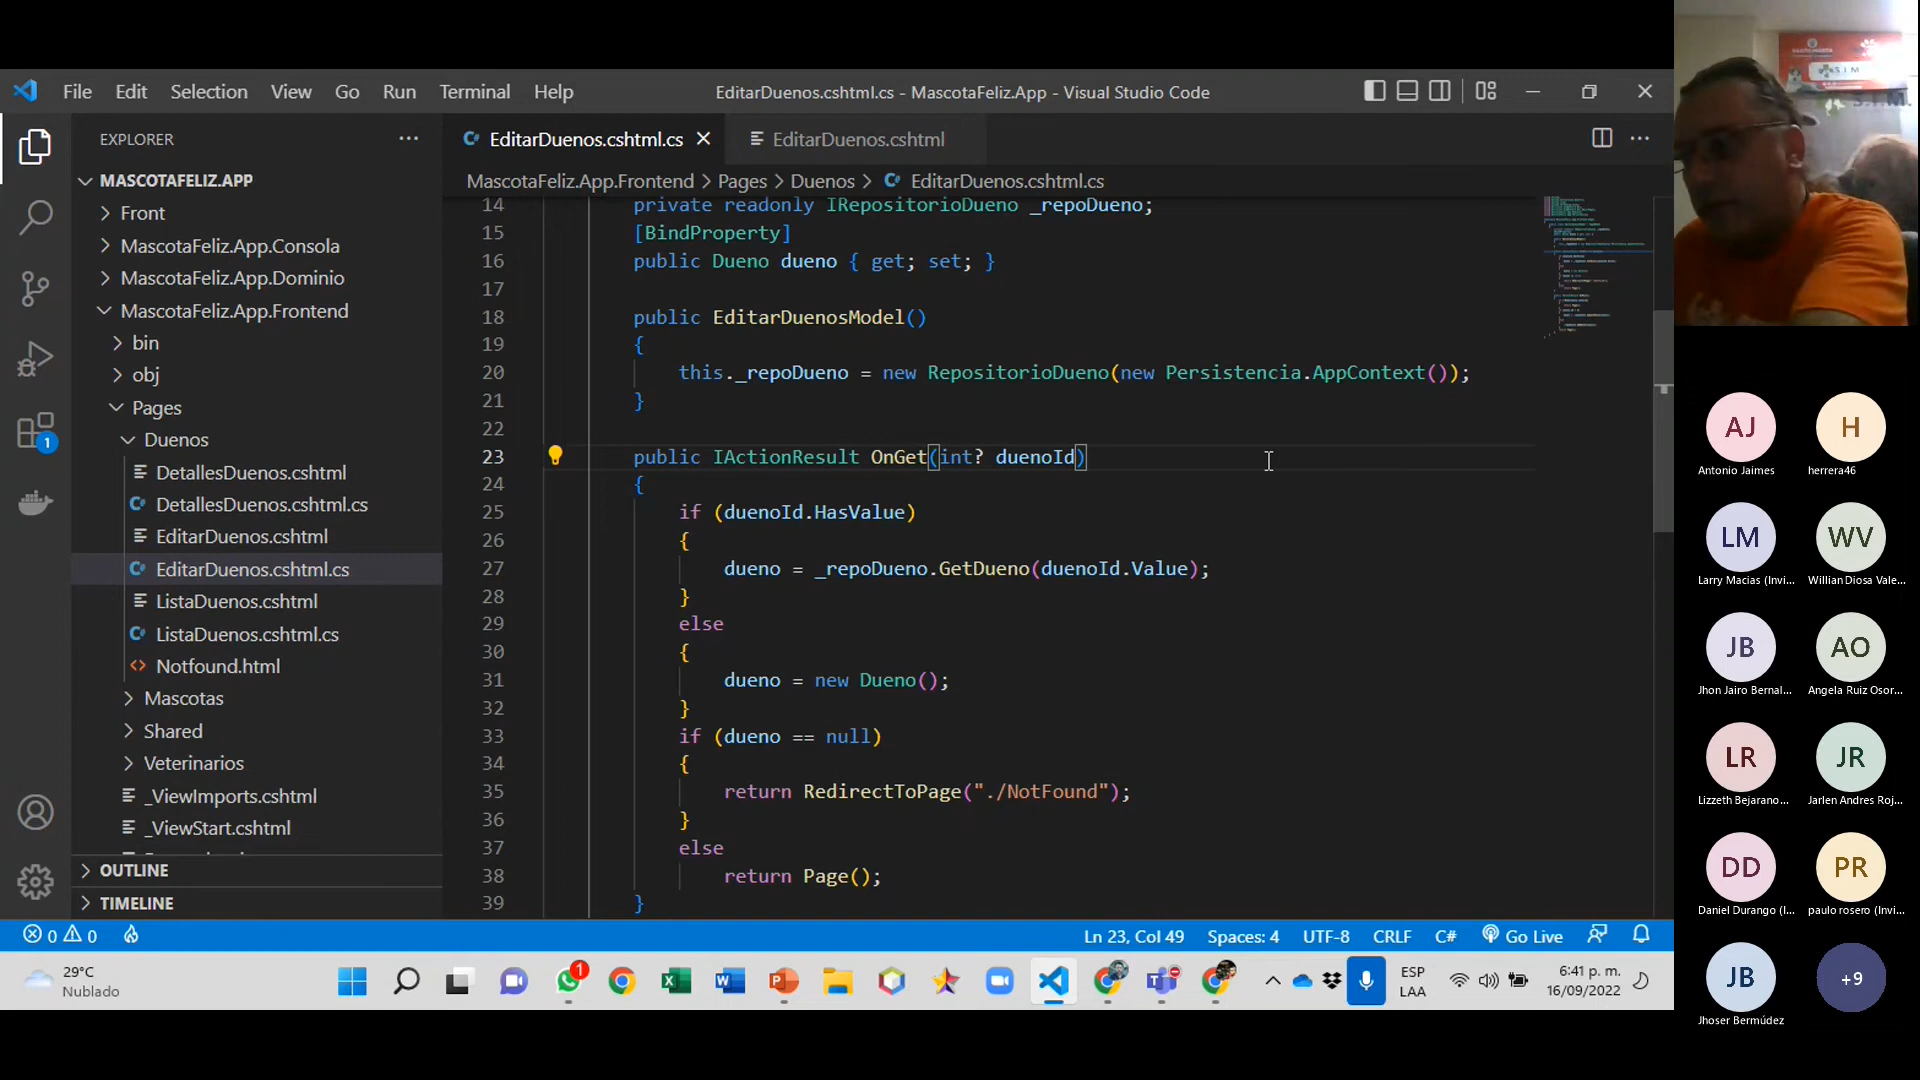 File Edit Selection View Go Run Terminal Help
EditarDuenos.cshtml.cs - MascotaFeliz.App - Visual Studio Code
EXPLORER
MASCOTAFELIZ.APP
Front
MascotaFeliz.App.Consola
MascotaFeliz.App.Dominio
MascotaFeliz.App.Frontend
bin
obj
Pages
Duenos
DetallesDuenos.cshtml
DetallesDuenos.cshtml.cs
EditarDuenos.cshtml
EditarDuenos.cshtml.cs
ListaDuenos.cshtml
ListaDuenos.cshtml.cs
Notfound.html
Mascotas
Shared
Veterinarios
_ViewImports.cshtml
_ViewStart.cshtml
OUTLINE
TIMELINE
1
EditarDuenos.cshtml.cs
EditarDuenos.cshtml
MascotaFeliz.App.Frontend > Pages > Duenos > EditarDuenos.cshtml.cs
14 private readonly IRepositorioDueno _repoDueno;
15 [BindProperty]
16 public Dueno dueno { get; set; }
17
18 public EditarDuenosModel()
19 {
20 this._repoDueno = new RepositorioDueno(new Persistencia.AppContext());
21 }
22
23 public IActionResult OnGet(int? duenoId)
24 {
25 if (duenoId.HasValue)
26 {
27 dueno = _repoDueno.GetDueno(duenoId.Value);
28 }
29 else
30 {
31 dueno = new Dueno();
32 }
33 if (dueno == null)
34 {
35 return RedirectToPage("./NotFound");
36 }
37 else
38 return Page();
39 }
0 0
Ln 23, Col 49 Spaces: 4 UTF-8 CRLF C# Go Live
29°C
Nublado
1
ESP
LAA
6:41 p. m.
16/09/2022
SIM
AJ
Antonio Jaimes
H
herrera46
LM
Larry Macias (Invi...
WV
Willian Diosa Vale...
JB
Jhon Jairo Bernal...
AO
Angela Ruiz Osor...
LR
Lizzeth Bejarano...
JR
Jarlen Andres Roj...
DD
Daniel Durango (I...
PR
paulo rosero (Invi...
JB
Jhoser Bermúdez
+9